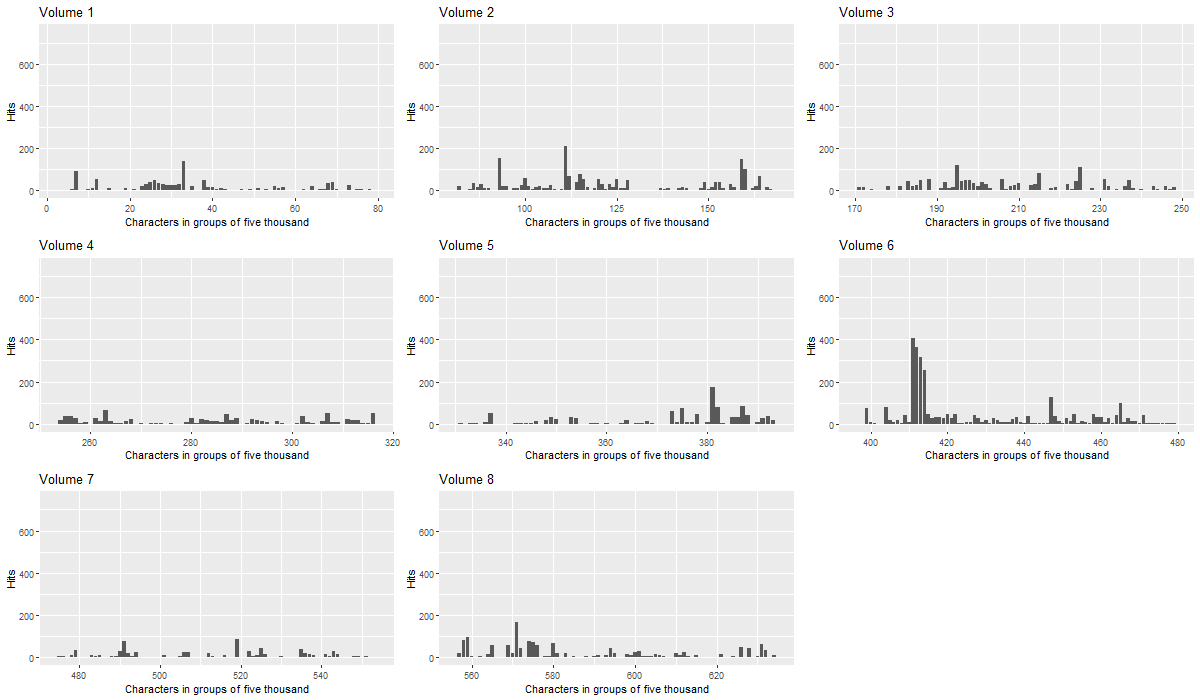 Volume 1
Hits
600
400
200
0
0 20 40 60 80
Characters in groups of five thousand
Volume 2
Hits
600
400
200
0
100 125 150
Characters in groups of five thousand
Volume 3
Hits
600
400
200
0
170 190 210 230 250
Characters in groups of five thousand
Volume 4
Hits
600
400
200
0
260 280 300 320
Characters in groups of five thousand
Volume 5
Hits
600
400
200
0
340 360 380
Characters in groups of five thousand
Volume 6
Hits
600
400
200
0
400 420 440 460 480
Characters in groups of five thousand
Volume 7
Hits
600
400
200
0
480 500 520 540
Characters in groups of five thousand
Volume 8
Hits
600
400
200
0
560 580 600 620
Characters in groups of five thousand